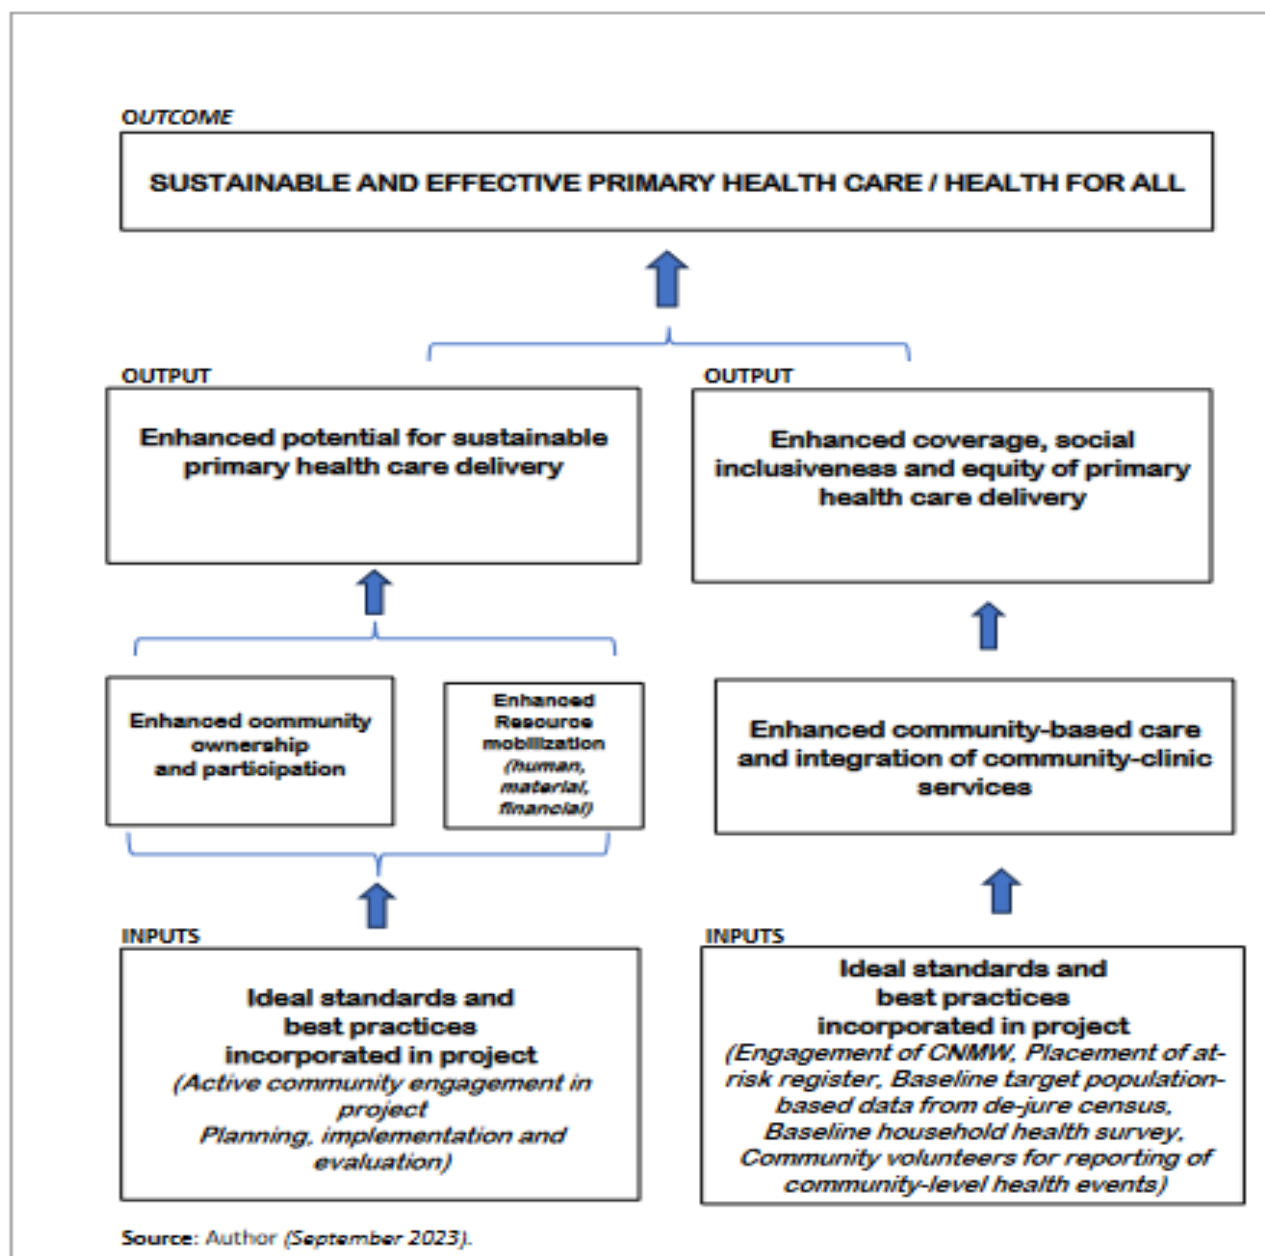 OUTCOME
SUSTAINABLE AND EFFECTIVE PRIMARY HEALTH CARE / HEALTH FOR ALL
OUTPUT
Enhanced potential for sustainable
primary health care delivery
OUTPUT
Enhanced coverage, social
inclusiveness and equity of primary
health care delivery
Enhanced community
ownership
and participation
Enhanced
Resource
mobilization
(human,
material,
financial)
Enhanced community-based care
and integration of community-clinic
services
INPUTS
Ideal standards and
best practices
incorporated in project
(Active community engagement in
project
Planning, implementation and
evaluation)
INPUTS
Ideal standards and
best practices
incorporated in project
(Engagement of CNMW, Placement of at-
risk register, Baseline target population-
based data from de-jure census,
Baseline household health survey,
Community volunteers for reporting of
community-level health events)
Source: Author (September 2023).